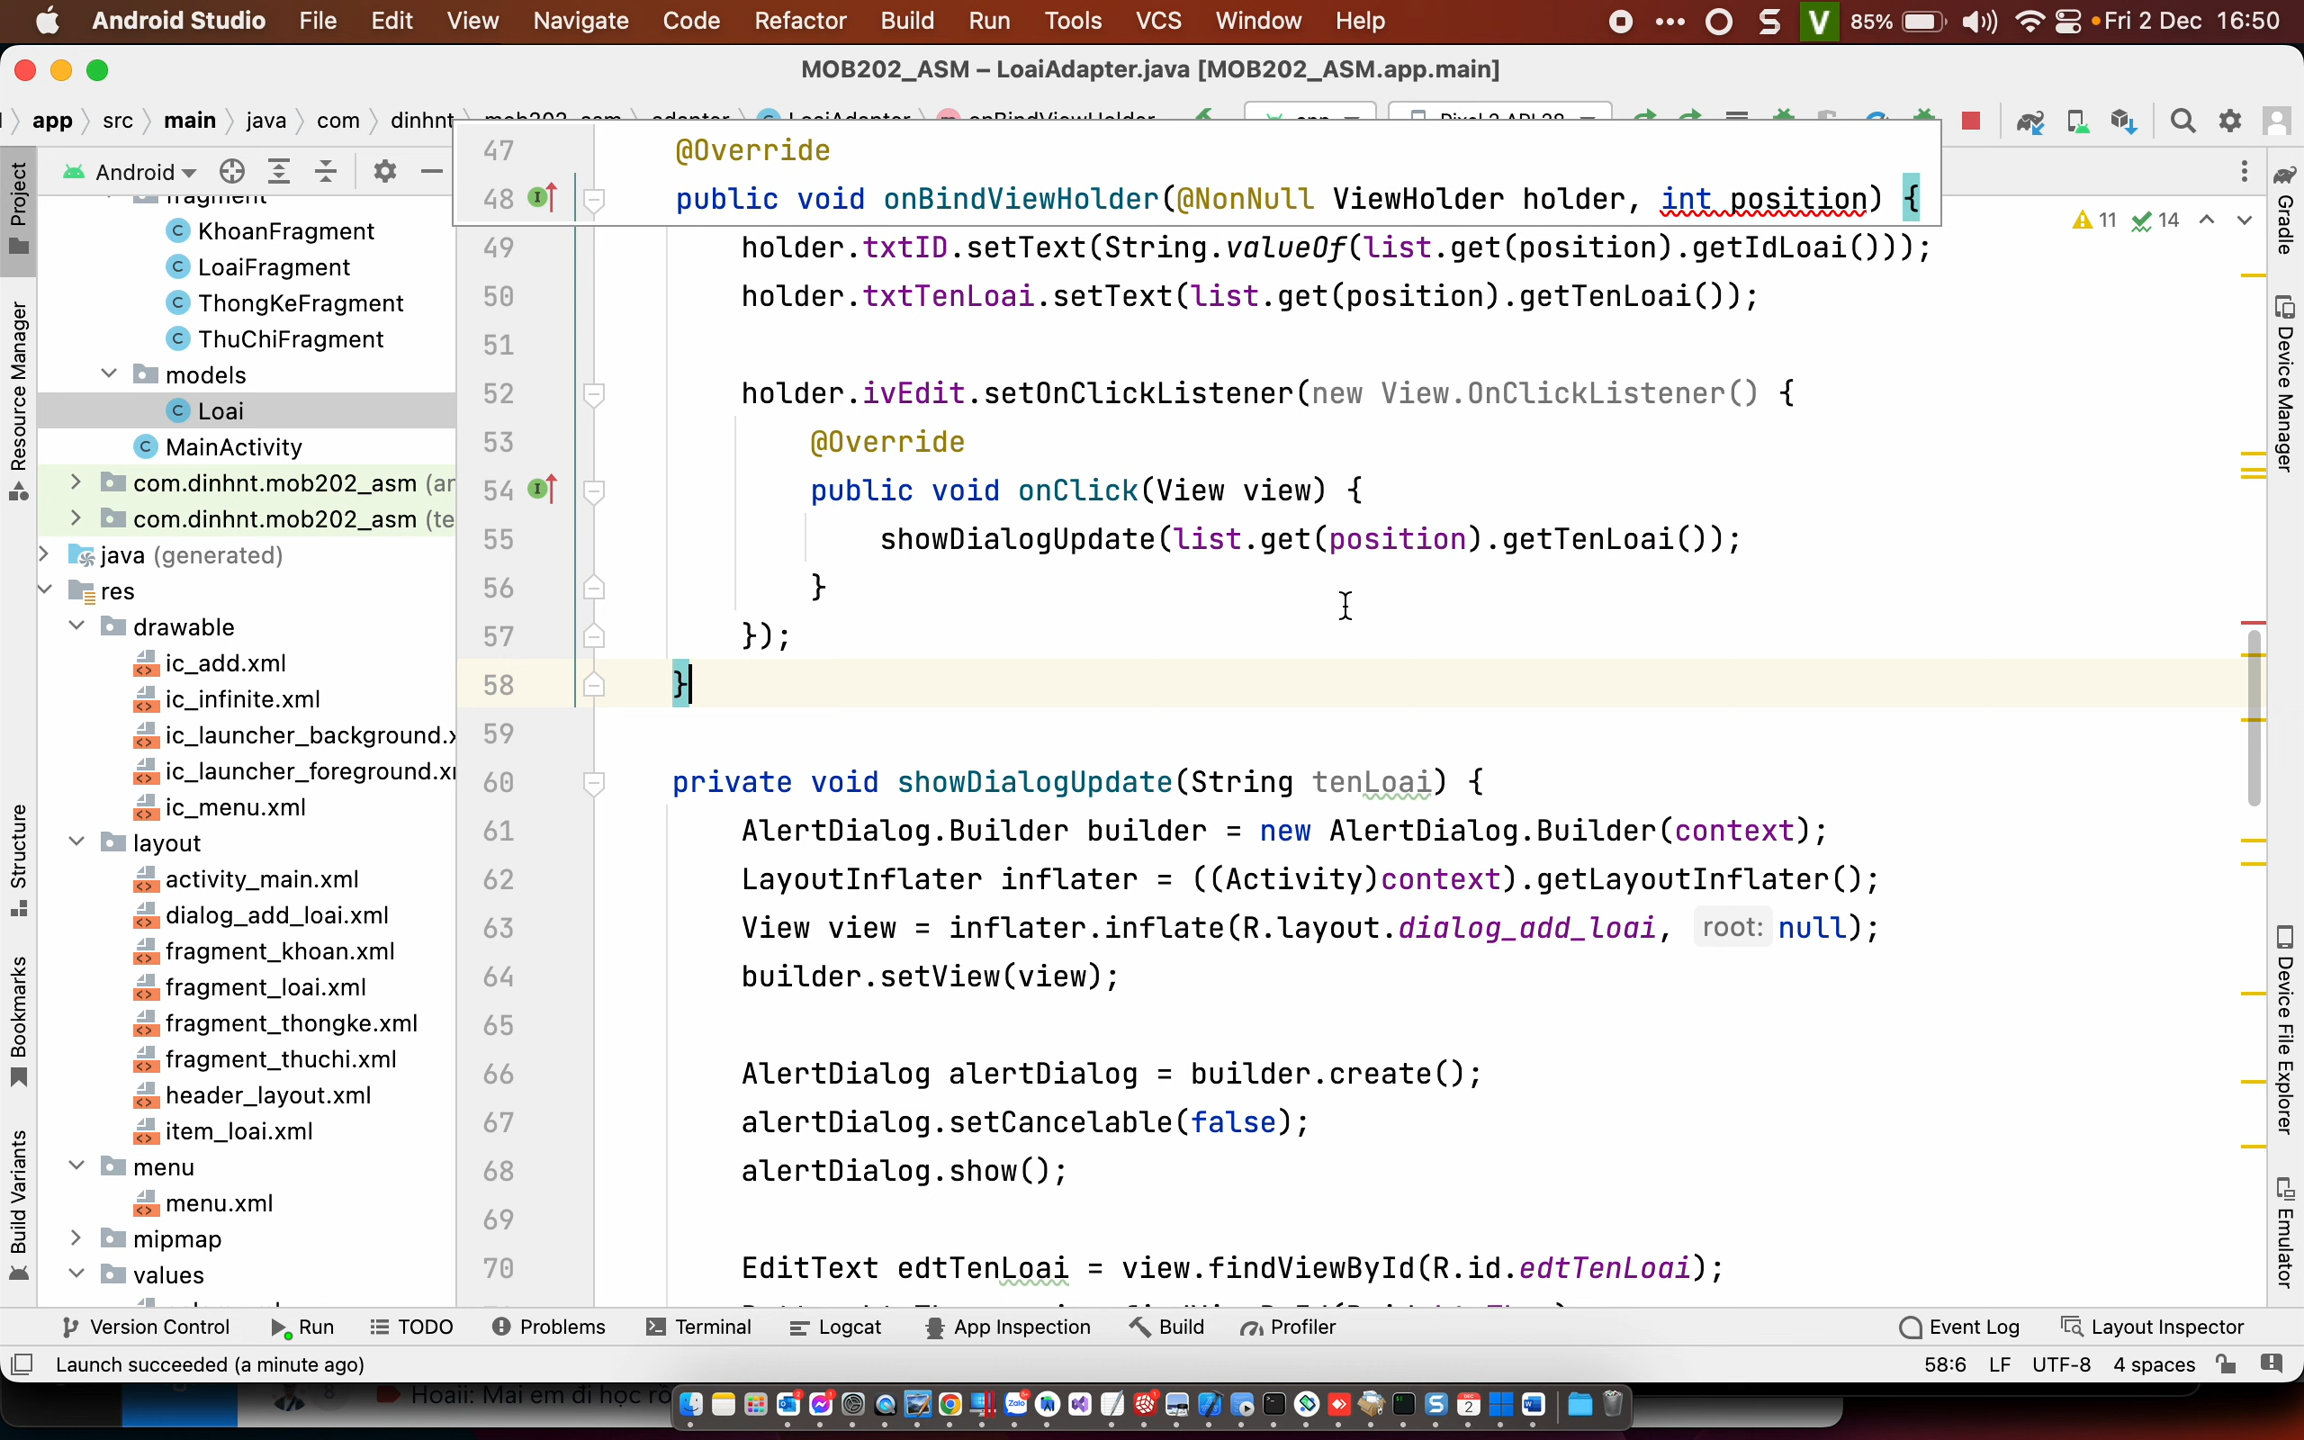 Android Studio File Edit View Navigate Code Refactor Build Run Tools VCS Window Help S V 85% Fri 2 Dec 16:50
MOB202_ASM – LoaiAdapter.java [MOB202_ASM.app.main]
app src main java com dinhnt
Android
47 @Override
48 public void onBindViewHolder(@NonNull ViewHolder holder, int position) {
49 holder.txtID.setText(String.valueOf(list.get(position).getIdLoai()));
50 holder.txtTenLoai.setText(list.get(position).getTenLoai());
51
52 holder.ivEdit.setOnClickListener(new View.OnClickListener() {
53 @Override
54 public void onClick(View view) {
55 showDialogUpdate(list.get(position).getTenLoai());
56 }
57 });
58 }
59
60 private void showDialogUpdate(String tenLoai) {
61 AlertDialog.Builder builder = new AlertDialog.Builder(context);
62 LayoutInflater inflater = ((Activity)context).getLayoutInflater();
63 View view = inflater.inflate(R.layout.dialog_add_loai, root: null);
64 builder.setView(view);
65
66 AlertDialog alertDialog = builder.create();
67 alertDialog.setCancelable(false);
68 alertDialog.show();
69
70 EditText edtTenLoai = view.findViewById(R.id.edtTenLoai);
11 14
fragment
KhoanFragment
LoaiFragment
ThongKeFragment
ThuChiFragment
models
Loai
MainActivity
com.dinhnt.mob202_asm (ar
com.dinhnt.mob202_asm (te
java (generated)
res
drawable
ic_add.xml
ic_infinite.xml
ic_launcher_background.x
ic_launcher_foreground.x
ic_menu.xml
layout
activity_main.xml
dialog_add_loai.xml
fragment_khoan.xml
fragment_loai.xml
fragment_thongke.xml
fragment_thuchi.xml
header_layout.xml
item_loai.xml
menu
menu.xml
mipmap
values
Project
Resource Manager
Structure
Bookmarks
Build Variants
Gradle
Device Manager
Device File Explorer
Emulator
Version Control Run TODO Problems Terminal Logcat App Inspection Build Profiler Event Log Layout Inspector
Launch succeeded (a minute ago) 58:6 LF UTF-8 4 spaces
Hoaii: Mai em đi học